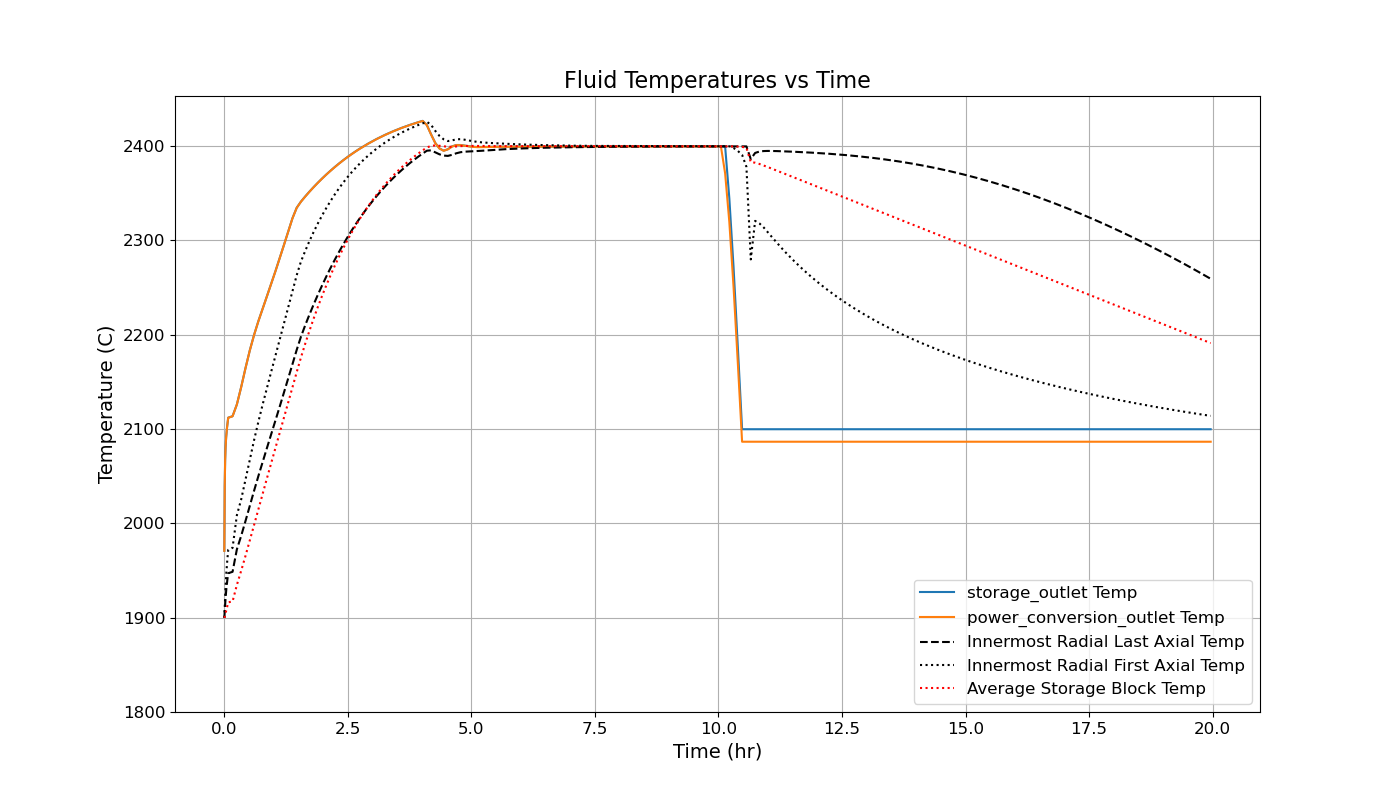 Fluid Temperatures vs Time
Temperature (C)
2400
2300
2200
2100
2000
1900
1800
0.0 2.5 5.0 7.5 10.0 12.5 15.0 17.5 20.0
Time (hr)
storage_outlet Temp
power_conversion_outlet Temp
Innermost Radial Last Axial Temp
Innermost Radial First Axial Temp
Average Storage Block Temp